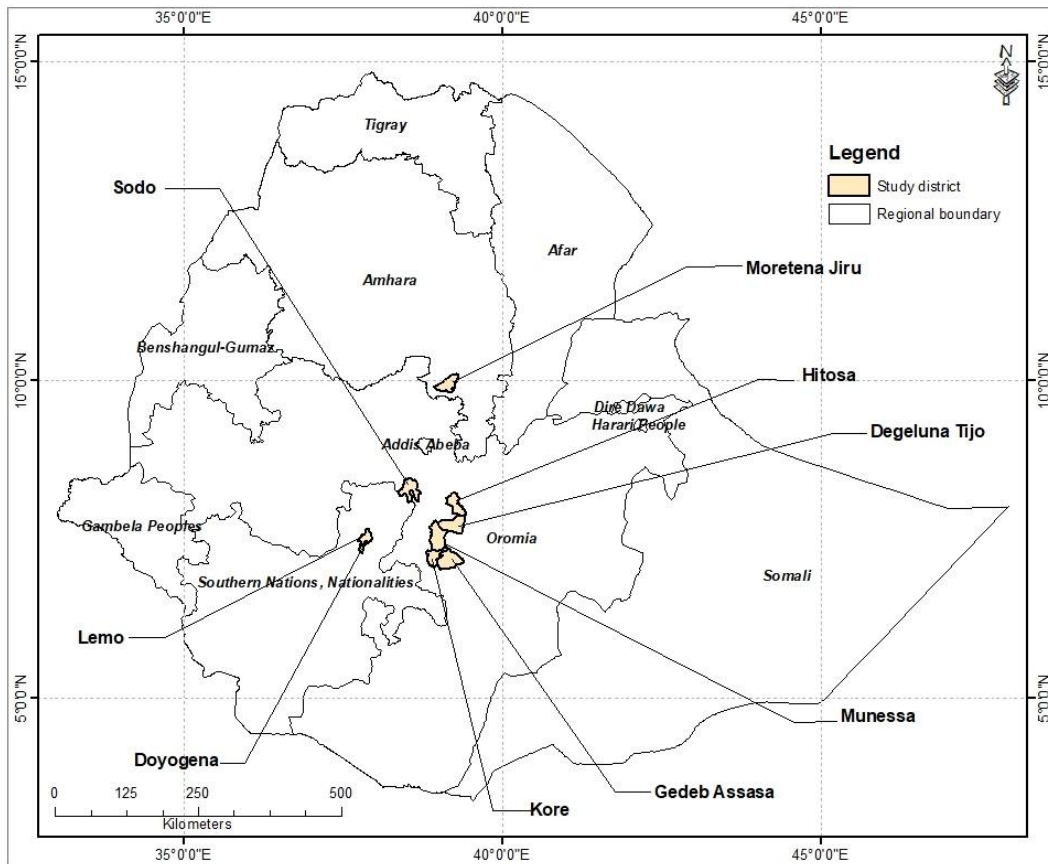 35°0'0"E
40°0'0"E
45°0'0"E
15°0'0"N
15°0'0"N
N
Tigray
Legend
Sodo
Study district
Regional boundary
Afar
Moretena Jiru
Amhara
Benshangul-Gumaz
10°0'0"N
10°0'0"N
Hitosa
Dire Dawa
Harari People
Degeluna Tijo
Addis Abeba
Gambela Peoples
Oromia
Somali
Southern Nations, Nationalities
Lemo
5°0'0"N
5°0'0"N
Munessa
Doyogena
Gedeb Assasa
Kore
0 125 250 500
Kilometers
35°0'0"E
40°0'0"E
45°0'0"E